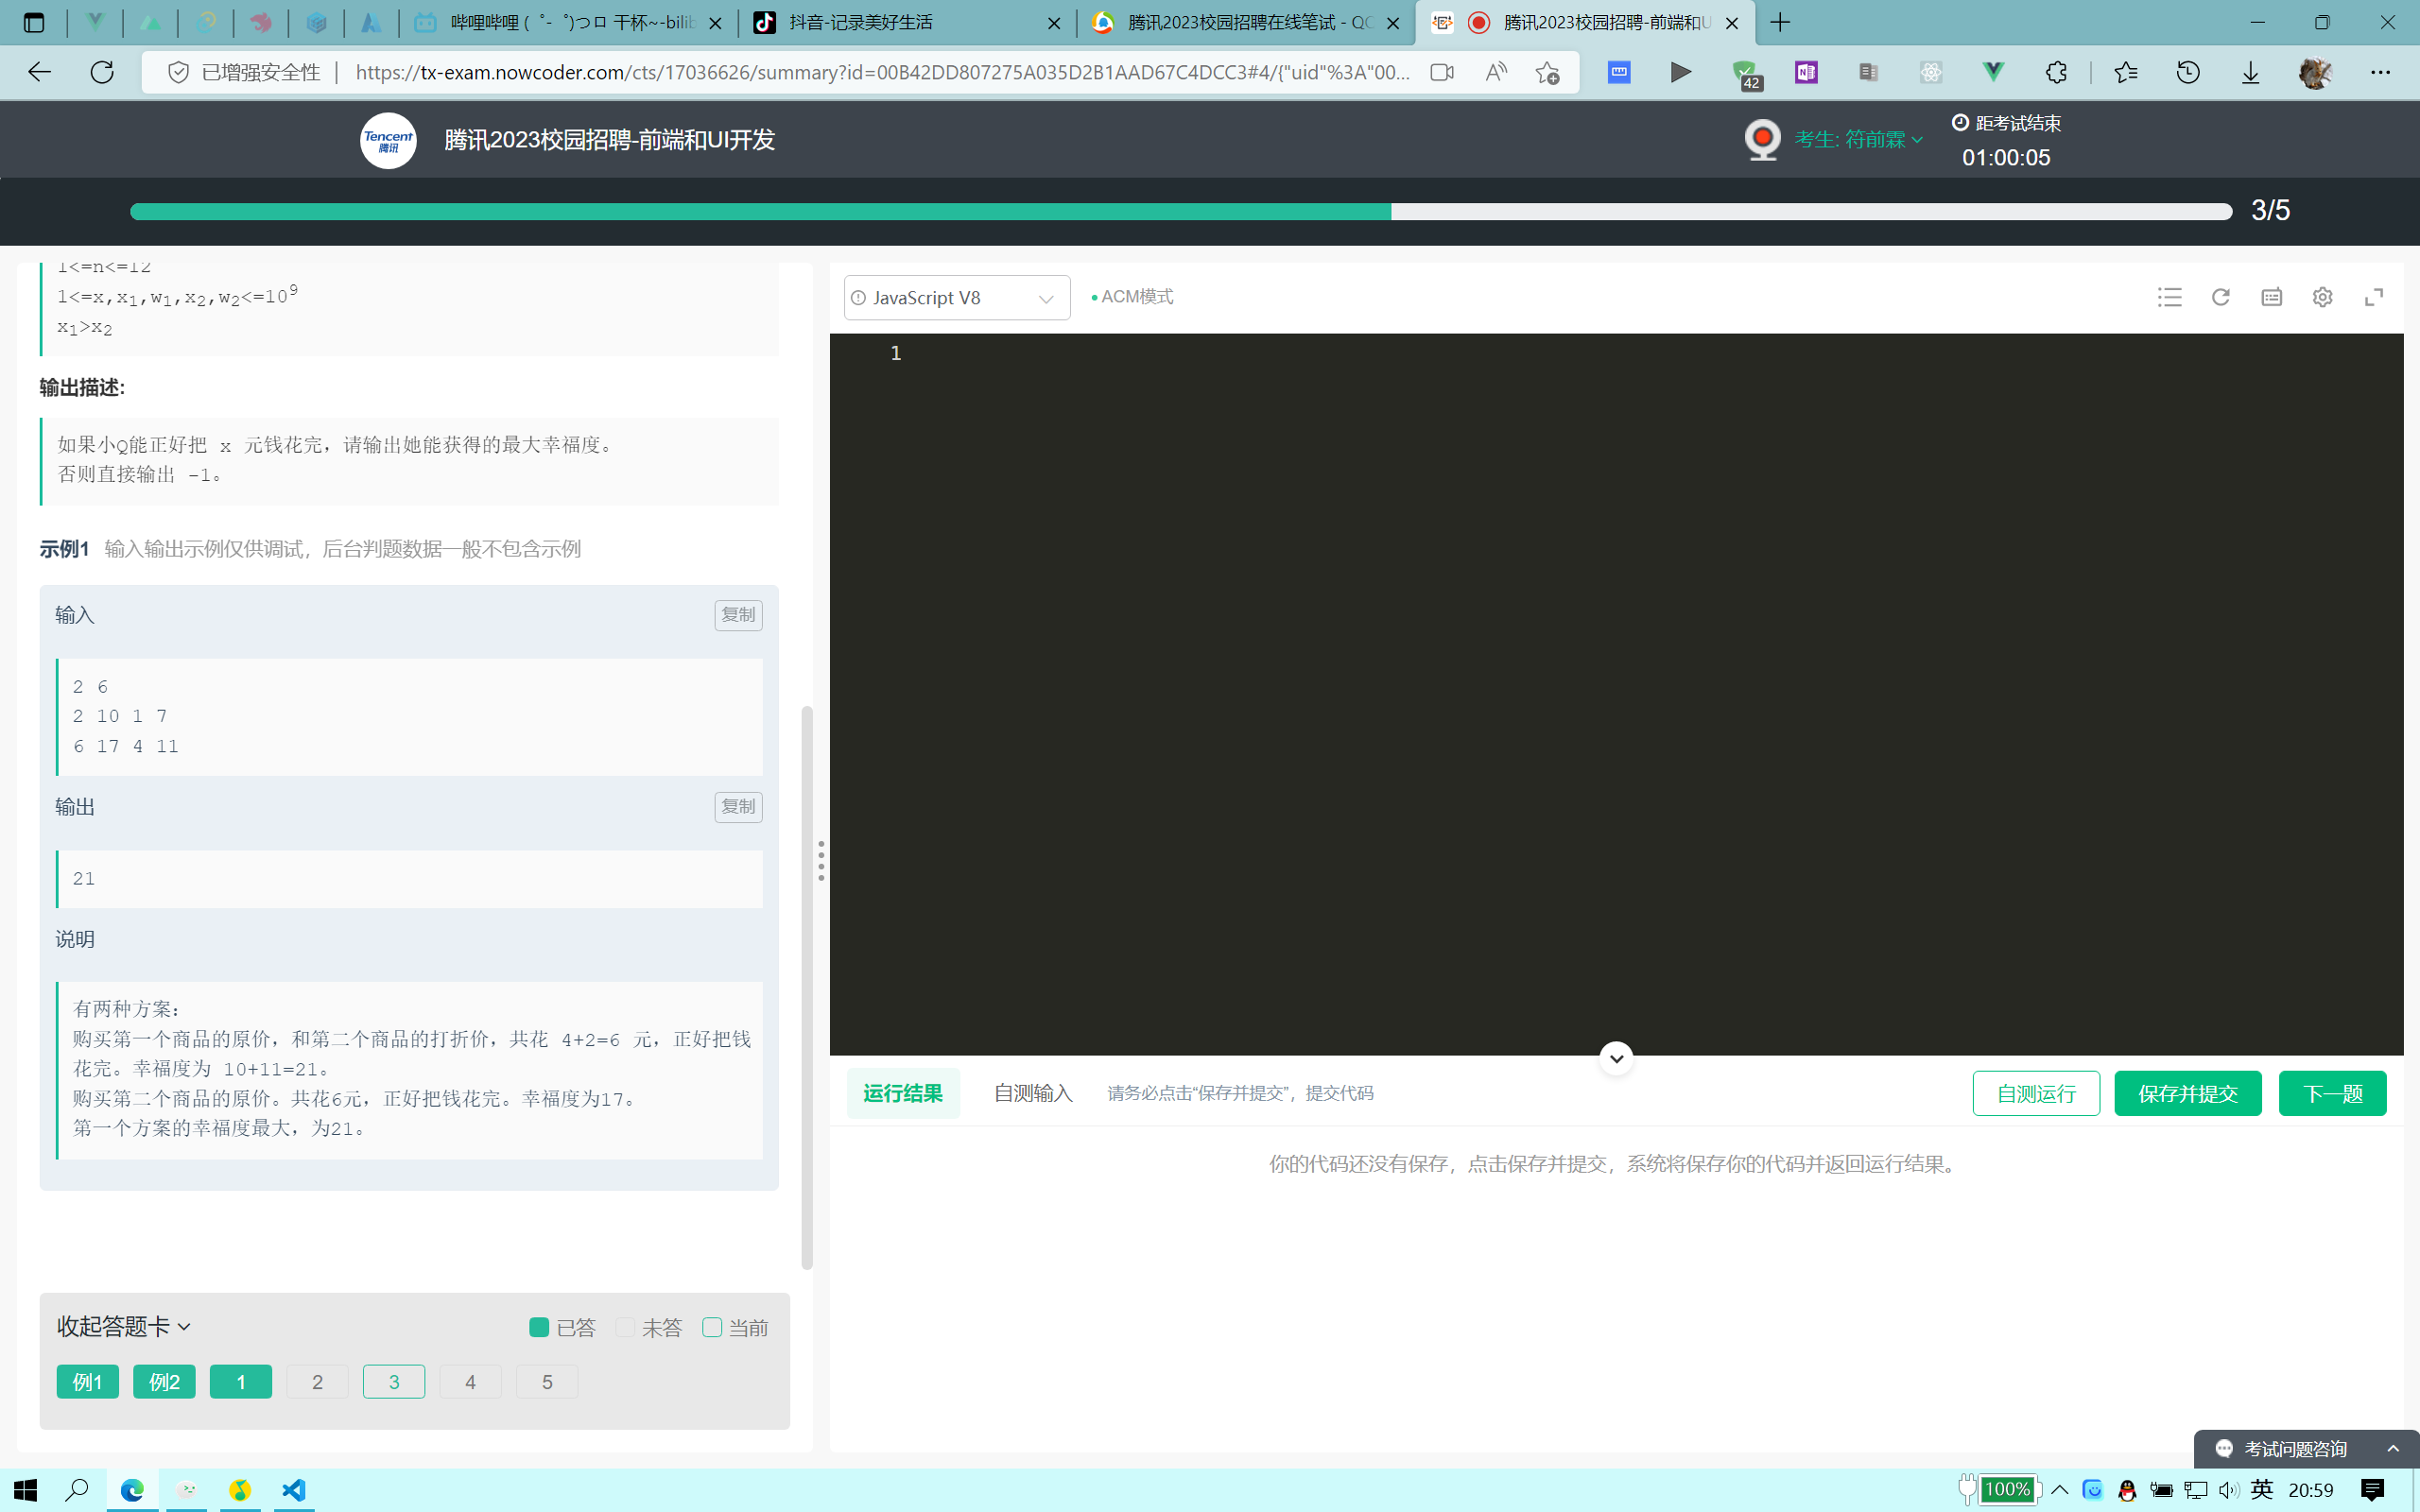 哔哩哔哩 (゜-゜)つロ 干杯~-bilib
抖音-记录美好生活
腾讯2023校园招聘在线笔试 - QC
腾讯2023校园招聘-前端和U
已增强安全性
https://tx-exam.nowcoder.com/cts/17036626/summary?id=00B42DD807275A035D2B1AAD67C4DCC3#4/{"uid"%3A"00...
42
Tencent
腾讯
腾讯2023校园招聘-前端和UI开发
考生: 符前霖
距考试结束
01:00:05
3/5
1<=n<=12
1<=x,x1,w1,x2,w2<=10^9
x1>x2
输出描述:
如果小Q能正好把 x 元钱花完，请输出她能获得的最大幸福度。
否则直接输出 -1。
示例1 输入输出示例仅供调试，后台判题数据一般不包含示例
输入
复制
2 6
2 10 1 7
6 17 4 11
输出
复制
21
说明
有两种方案：
购买第一个商品的原价，和第二个商品的打折价，共花 4+2=6 元，正好把钱
花完。幸福度为 10+11=21。
购买第二个商品的原价。共花6元，正好把钱花完。幸福度为17。
第一个方案的幸福度最大，为21。
收起答题卡
已答 未答 当前
例1 例2 1 2 3 4 5
JavaScript V8
ACM模式
1
运行结果
自测输入
请务必点击“保存并提交”，提交代码
自测运行
保存并提交
下一题
你的代码还没有保存，点击保存并提交，系统将保存你的代码并返回运行结果。
考试问题咨询
100%
英
20:59